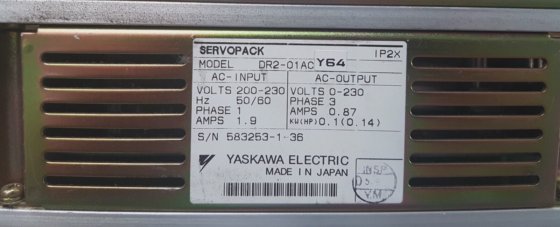 SERVOPACK IP2X
MODEL DR2-01AC Y64
AC-INPUT AC-OUTPUT
VOLTS 200-230 VOLTS 0-230
Hz 50/60 PHASE 3
PHASE 1 AMPS 0.87
AMPS 1.9 KW(HP) 0.1(0.14)
S/N 583253-1-36
YASKAWA ELECTRIC
MADE IN JAPAN
INSP
Y.M